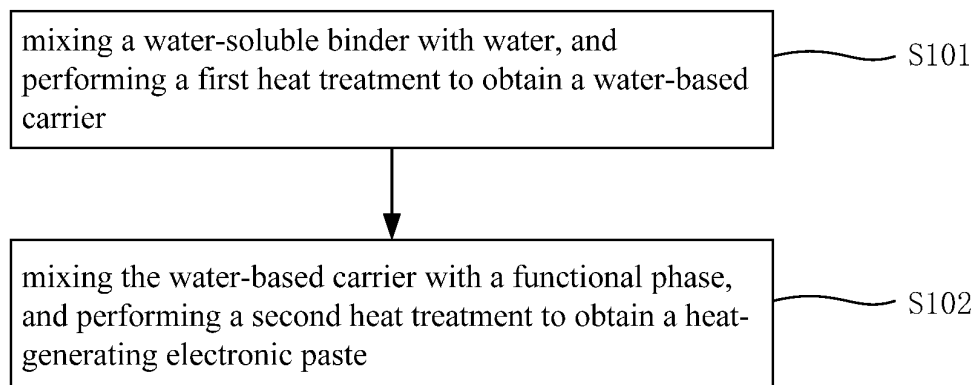 mixing a water-soluble binder with water, and
performing a first heat treatment to obtain a water-based
carrier
S101
mixing the water-based carrier with a functional phase,
and performing a second heat treatment to obtain a heat-
generating electronic paste
S102